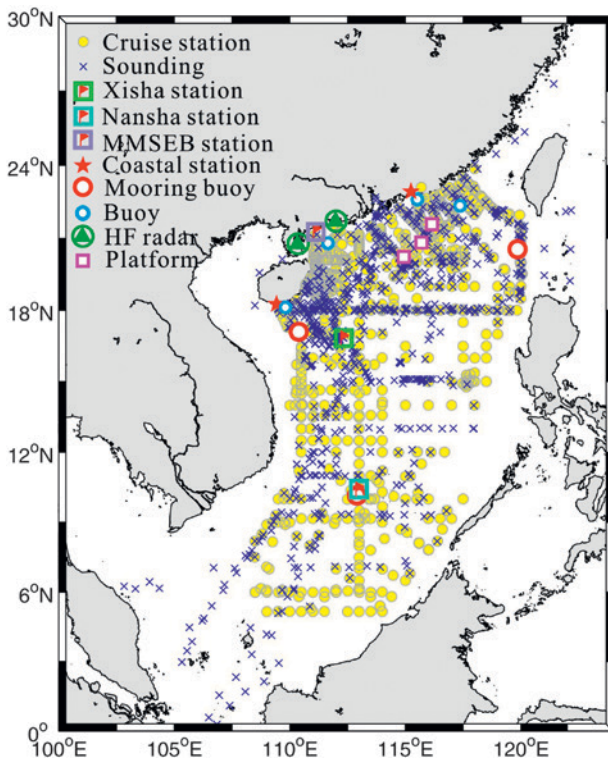 30°N
Cruise station
Sounding
Xisha station
Nansha station
MMSEB station
Coastal station
Mooring buoy
Buoy
HF radar
Platform
24°N
18°N
12°N
6°N
0°
100°E
105°E
110°E
115°E
120°E